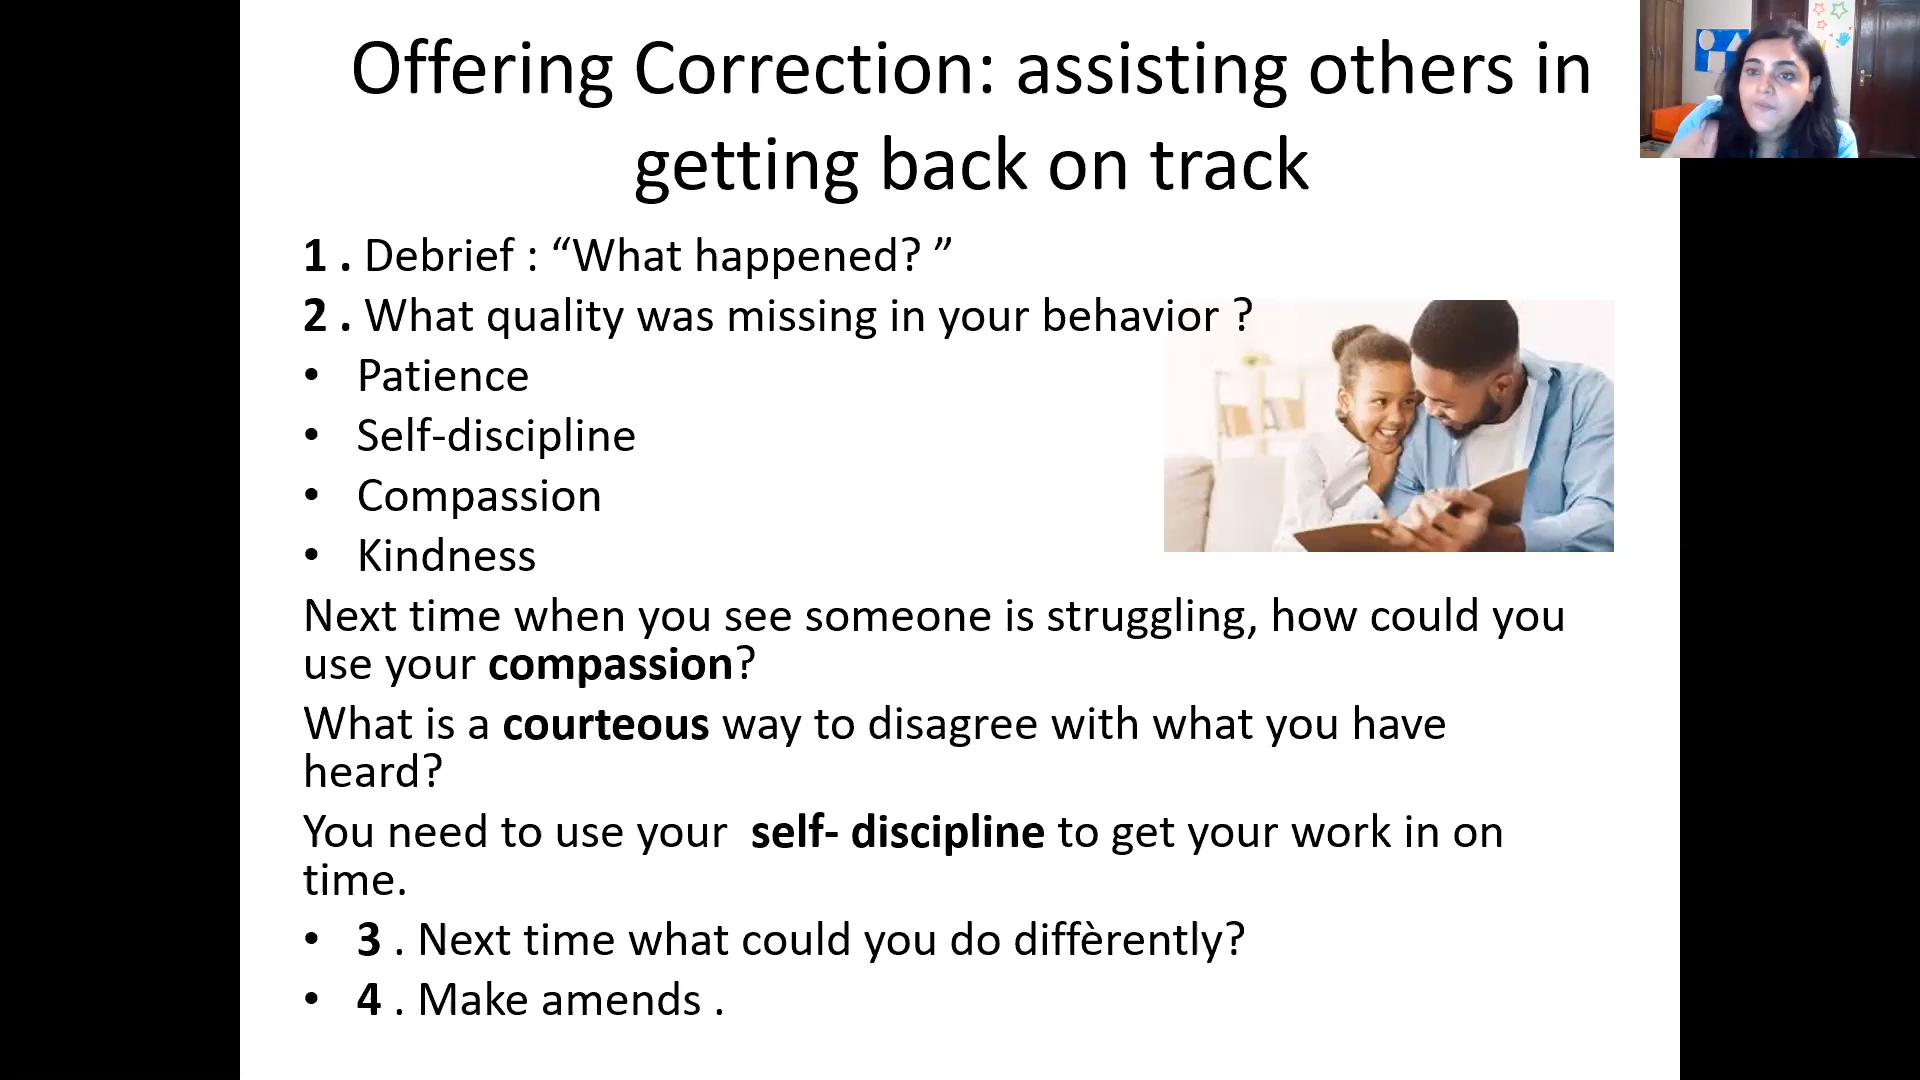 Offering Correction: assisting others in
getting back on track
1 . Debrief : “What happened? ”
2 . What quality was missing in your behavior ?
• Patience
• Self-discipline
• Compassion
• Kindness
Next time when you see someone is struggling, how could you
use your compassion?
What is a courteous way to disagree with what you have
heard?
You need to use your  self- discipline to get your work in on
time.
• 3 . Next time what could you do diffèrently?
• 4 . Make amends .